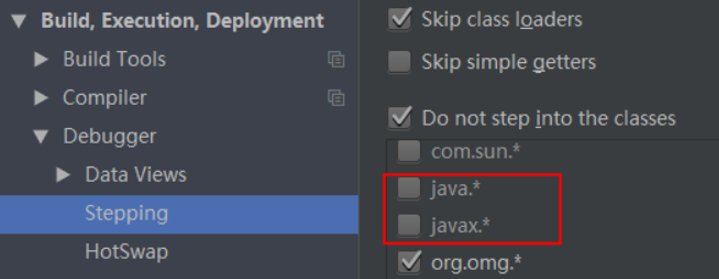 Build, Execution, Deployment
Build Tools
Compiler
Debugger
Data Views
Stepping
HotSwap
Skip class loaders
Skip simple getters
Do not step into the classes
com.sun.*
java.*
javax.*
org.omg.*